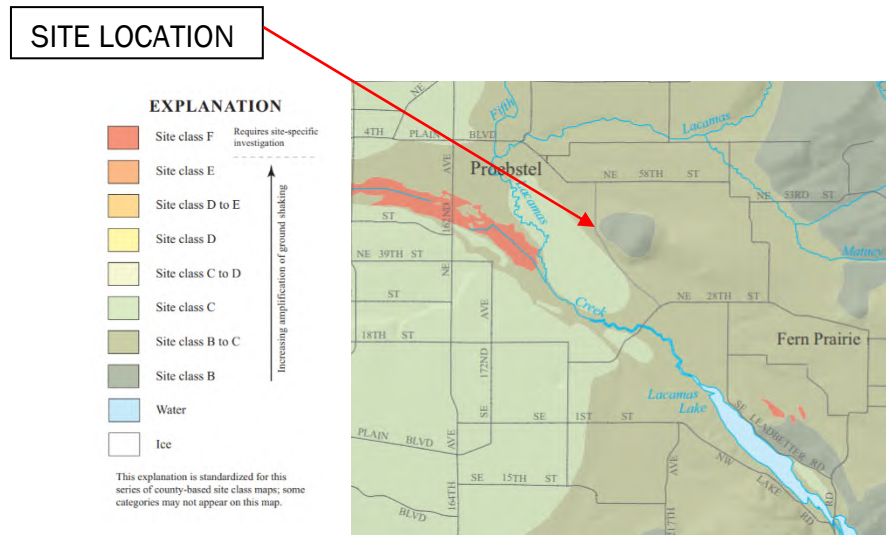 SITE LOCATION
EXPLANATION
Site class F
Requires site-specific
investigation
Site class E
Site class D to E
Site class D
Site class C to D
Site class C
Site class B to C
Site class B
Water
Ice
Increasing amplification of ground shaking
This explanation is standardized for this
series of county-based site class maps; some
categories may not appear on this map.
NE
Fifth
Lacamas
4TH PLAIN BLVD
AVE
Proebstel
NE 58TH ST
NE 53RD ST
Lacamas
162ND
ST
Matney
NE 39TH ST
NE
ST
Creek
NE 28TH ST
AVE
18TH ST
Fern Prairie
172ND
Lacamas
Lake
SE
SE 1ST ST
SE LEADBETTER RD
PLAIN BLVD
AVE
SE 15TH ST
AVE
NW LAKE RD
RD
164TH
217TH
BLVD